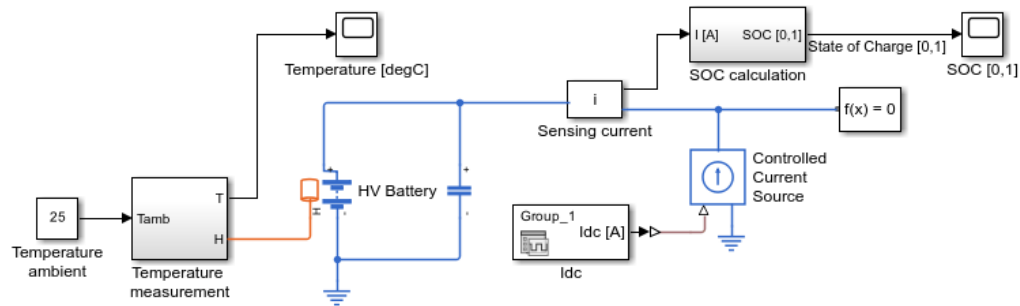 Temperature [degC]
I [A]
SOC [0,1]
SOC calculation
State of Charge [0,1]
SOC [0,1]
i
Sensing current
f(x) = 0
HV Battery
+
-
H
+
-
Controlled
Current
Source
25
Temperature
ambient
Tamb
T
H
Temperature
measurement
Group_1
Idc [A]
Idc